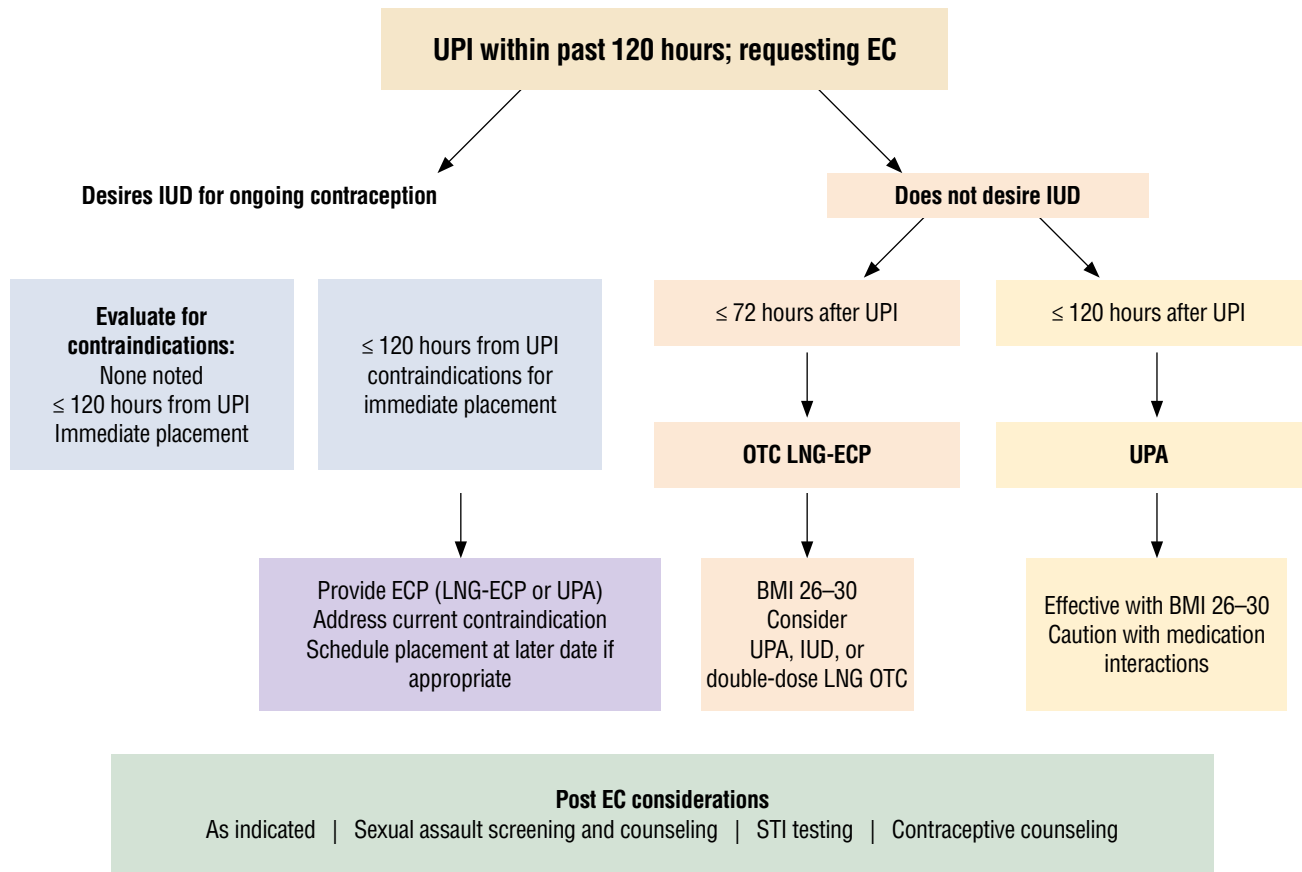 UPI within past 120 hours; requesting EC
Desires IUD for ongoing contraception
Does not desire IUD
Evaluate for
contraindications:
None noted
≤ 120 hours from UPI
Immediate placement
≤ 120 hours from UPI
contraindications for
immediate placement
≤ 72 hours after UPI
≤ 120 hours after UPI
OTC LNG-ECP
UPA
Provide ECP (LNG-ECP or UPA)
Address current contraindication
Schedule placement at later date if
appropriate
BMI 26–30
Consider
UPA, IUD, or
double-dose LNG OTC
Effective with BMI 26–30
Caution with medication
interactions
Post EC considerations
As indicated | Sexual assault screening and counseling | STI testing | Contraceptive counseling